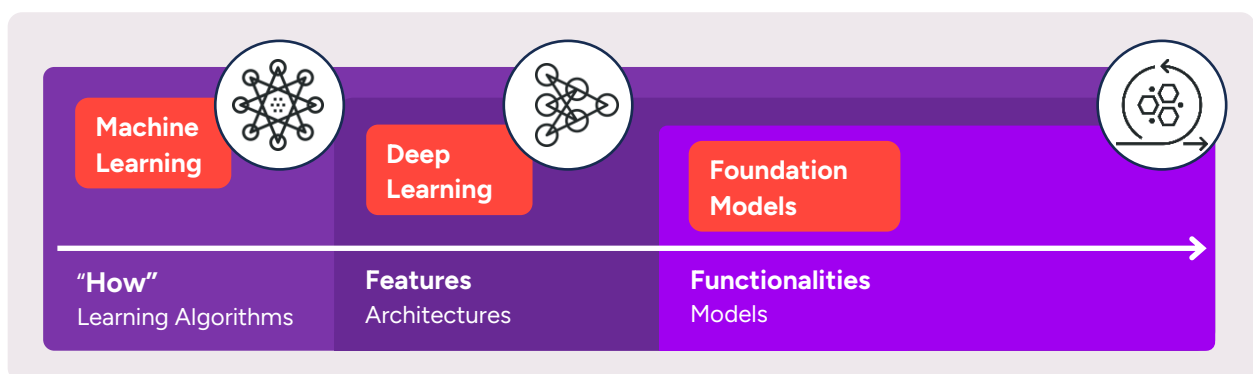 Machine
Learning
Deep
Learning
Foundation
Models
“How”
Learning Algorithms
Features
Architectures
Functionalities
Models